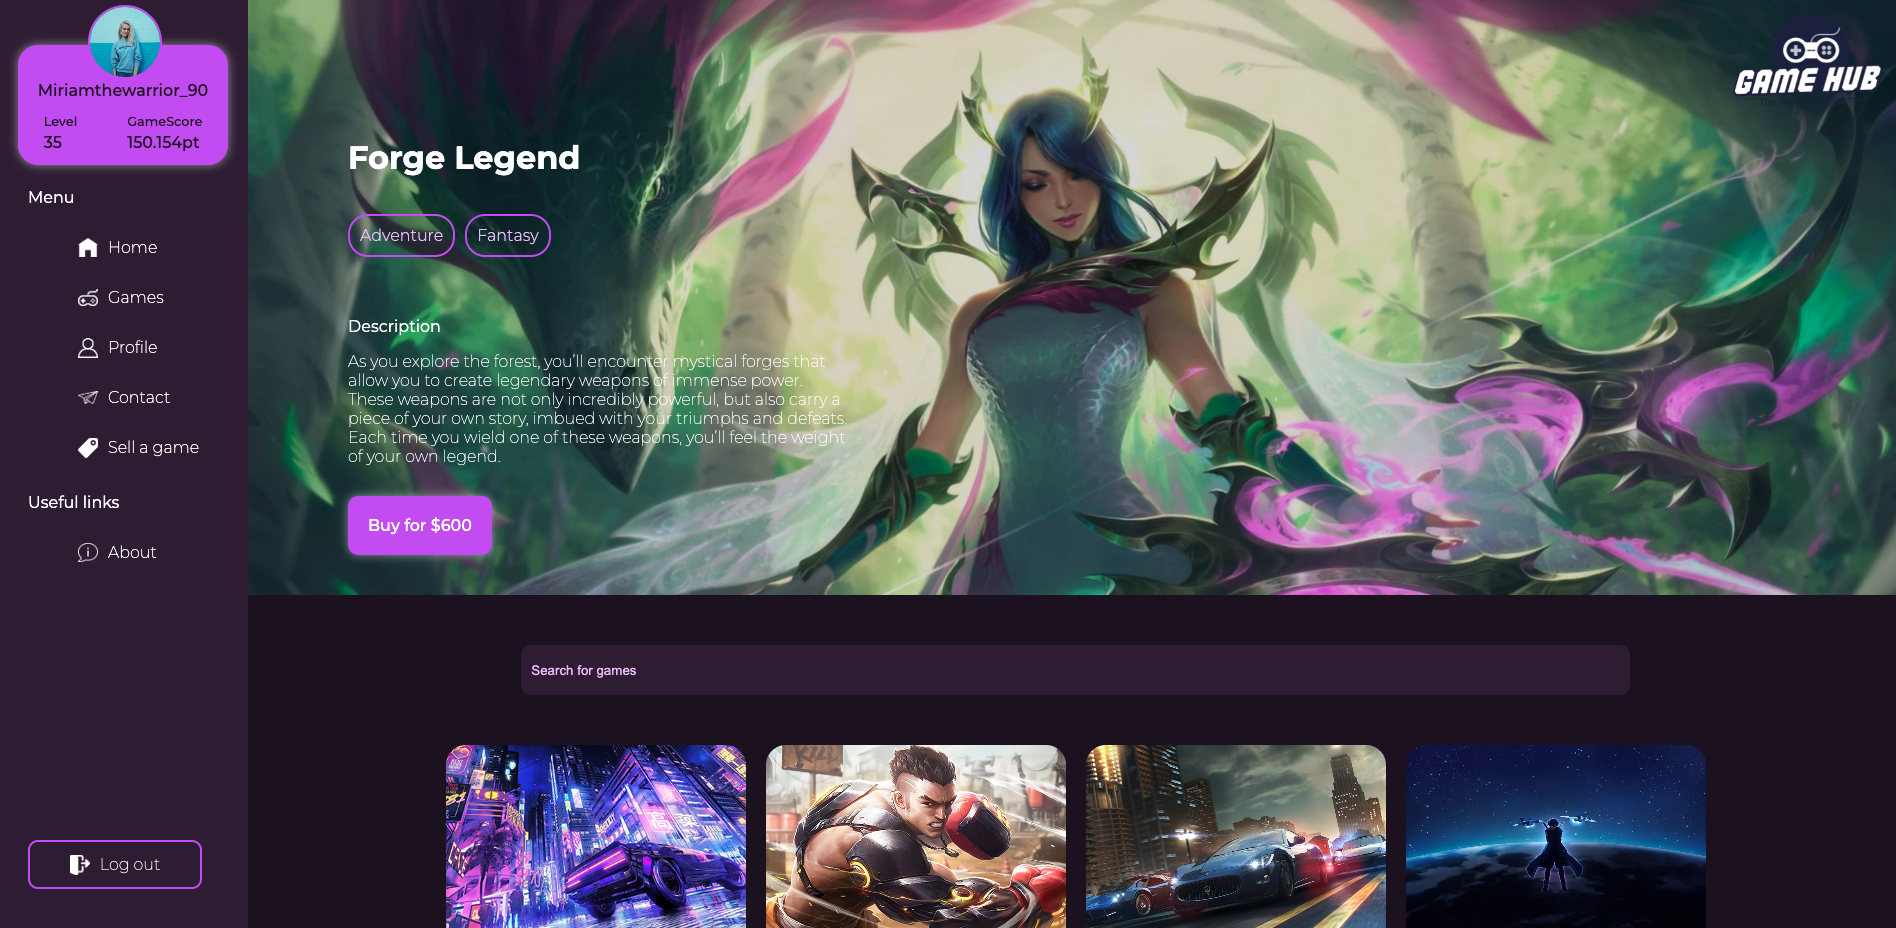 Miriamthewarrior_90
Level
GameScore
35
150.154pt
Menu
Home
Games
Profile
Contact
Sell a game
Useful links
About
Log out
GAME HUB
Forge Legend
Adventure
Fantasy
Description
As you explore the forest, you’ll encounter mystical forges that
allow you to create legendary weapons of immense power.
These weapons are not only incredibly powerful, but also carry a
piece of your own story, imbued with your triumphs and defeats.
Each time you wield one of these weapons, you’ll feel the weight
of your own legend.
Buy for $600
Search for games